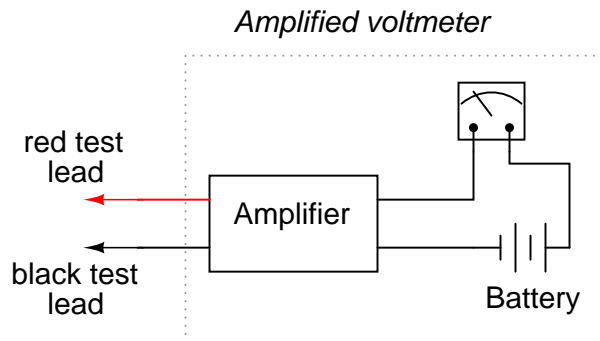 Amplified voltmeter
red test
lead
Amplifier
black test
lead
Battery